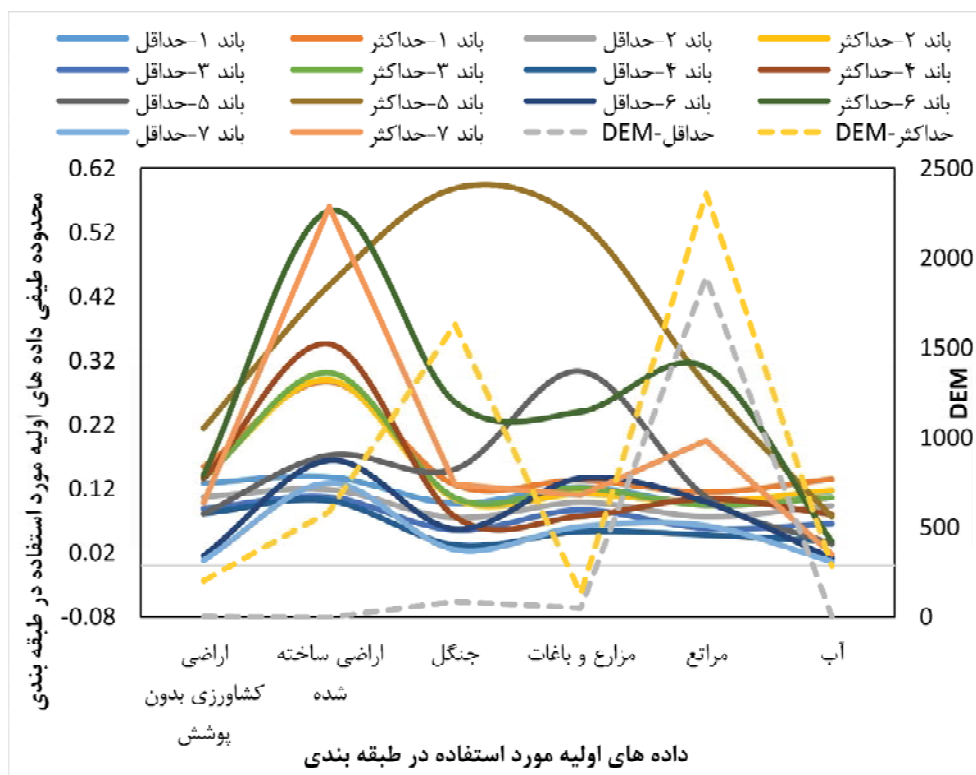 باند ۱-حداقل باند ۱-حداکثر باند ۲-حداقل باند ۲-حداکثر
باند ۳-حداقل باند ۳-حداکثر باند ۴-حداقل باند ۴-حداکثر
باند ۵-حداقل باند ۵-حداکثر باند ۶-حداقل باند ۶-حداکثر
باند ۷-حداقل باند ۷-حداکثر حداقل-DEM حداکثر-DEM
محدوده طیفی داده های اولیه مورد استفاده در طبقه بندی
0.62
0.52
0.42
0.32
0.22
0.12
0.02
-0.08
2500
2000
1500
1000
500
0
DEM
اراضی
کشاورزی بدون
پوشش
اراضی ساخته
شده
جنگل
مزارع و باغات
مراتع
آب
داده های اولیه مورد استفاده در طبقه بندی